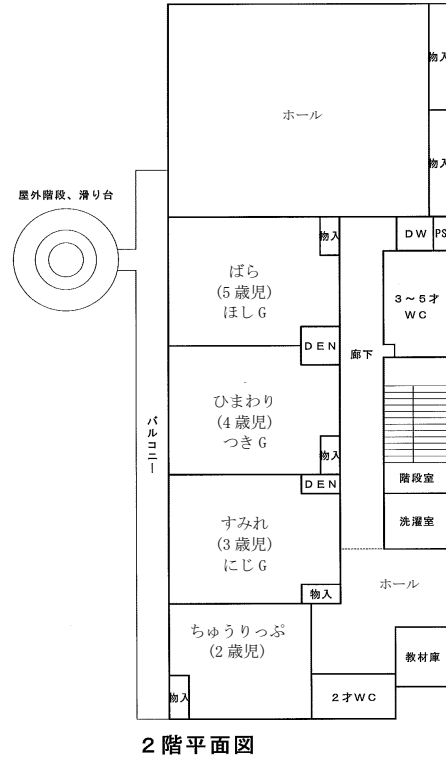 物入
ホール
物入
屋外階段、滑り台
物入
DW
PS
ばら
(5歳児)
ほしG
3～5才
WC
DEN
廊下
ひまわり
(4歳児)
つきG
バルコニー
物入
階段室
DEN
すみれ
(3歳児)
にじG
洗濯室
ホール
物入
ちゅうりっぷ
(2歳児)
教材庫
物入
2才WC
2階平面図